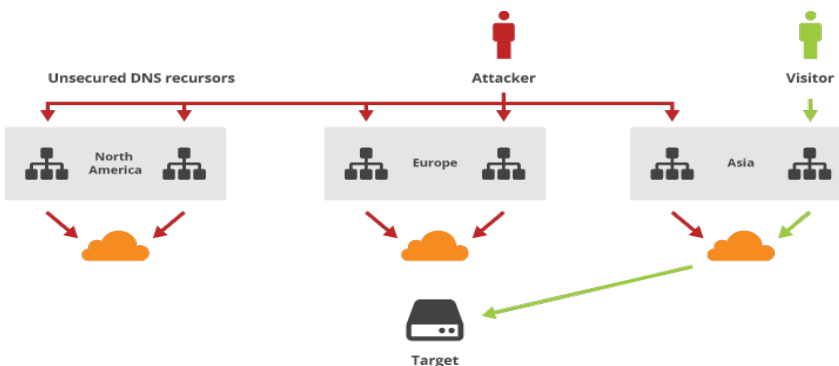 Unsecured DNS recursors
Attacker
Visitor
North
America
Europe
Asia
Target